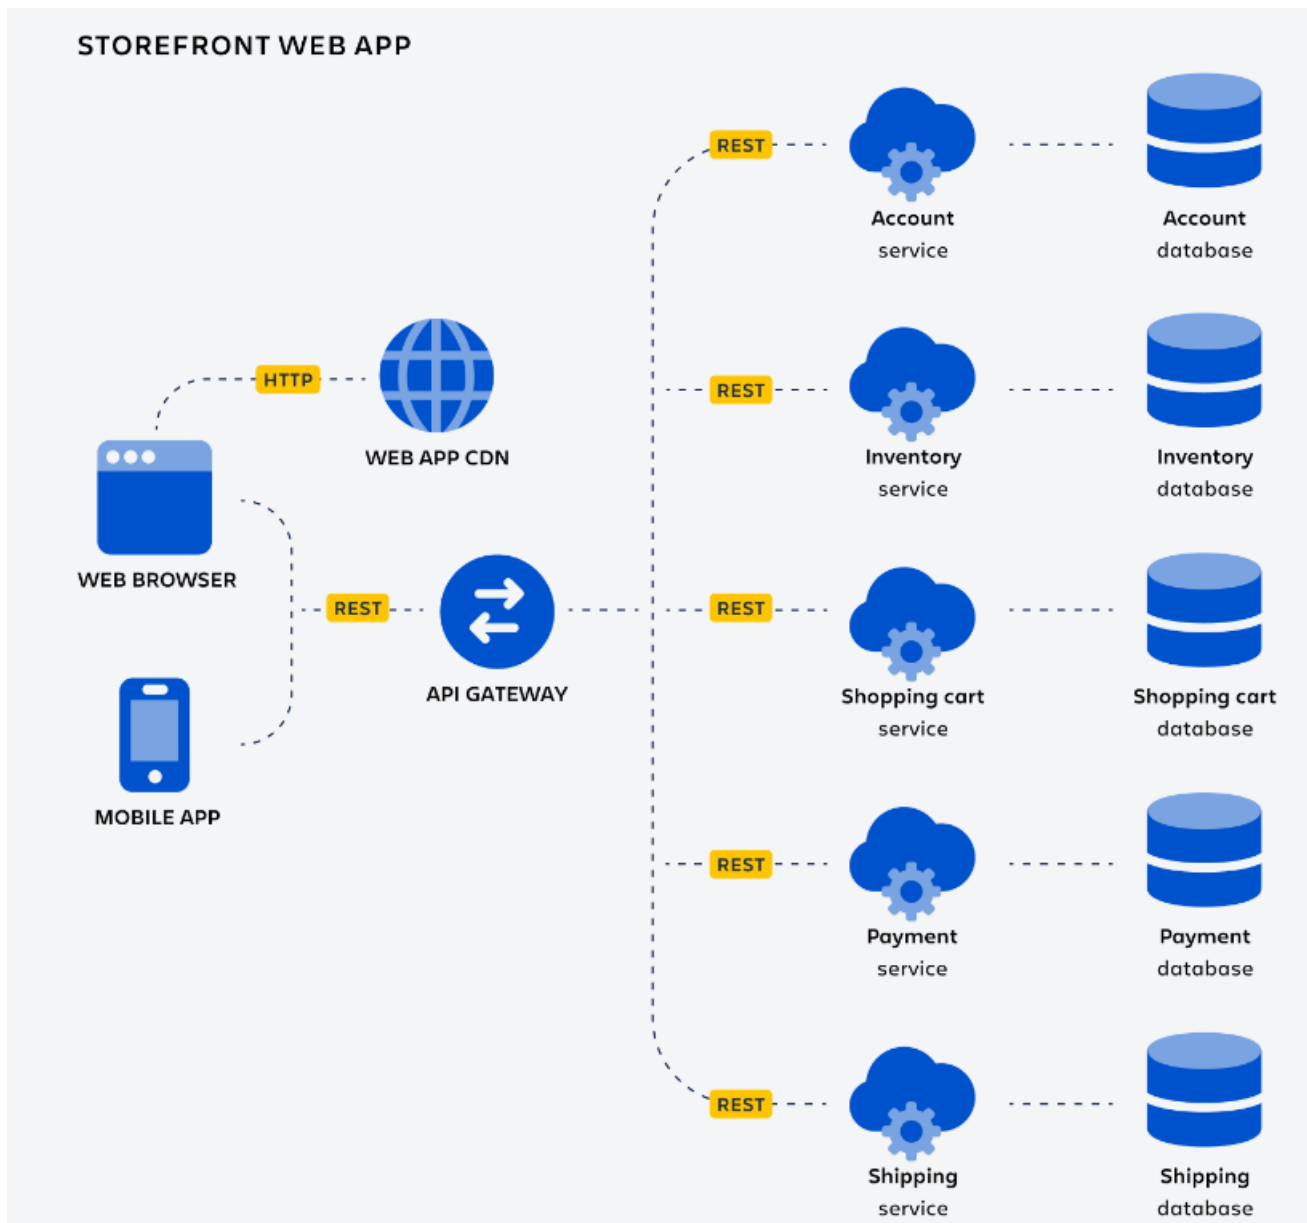 STOREFRONT WEB APP
REST
Account
service
Account
database
HTTP
WEB APP CDN
REST
Inventory
service
Inventory
database
WEB BROWSER
REST
API GATEWAY
REST
Shopping cart
service
Shopping cart
database
MOBILE APP
REST
Payment
service
Payment
database
REST
Shipping
service
Shipping
database